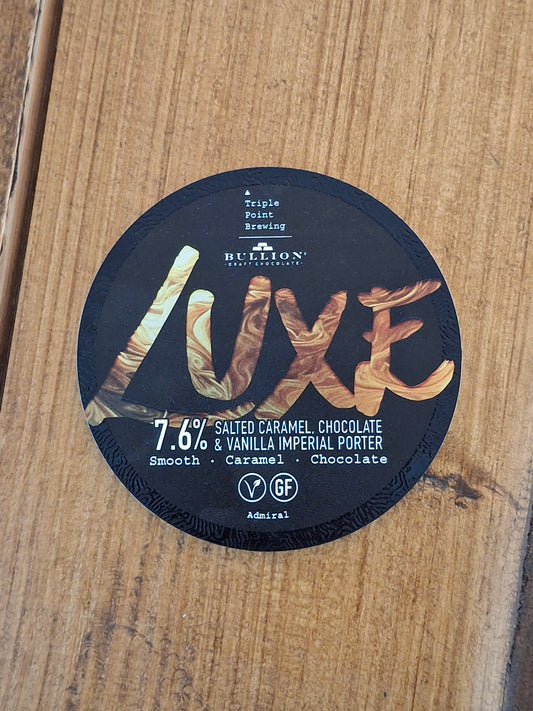 Triple
Point
Brewing
BULLION
·CRAFT CHOCOLATE·
LUXE
7.6% SALTED CARAMEL, CHOCOLATE
& VANILLA IMPERIAL PORTER
Smooth · Caramel · Chocolate
V GF
Admiral